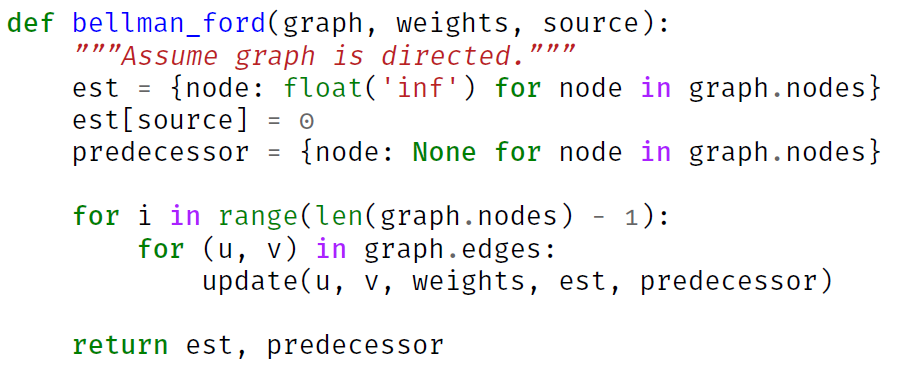 def bellman_ford(graph, weights, source):
    """Assume graph is directed."""
    est = {node: float('inf') for node in graph.nodes}
    est[source] = 0
    predecessor = {node: None for node in graph.nodes}

    for i in range(len(graph.nodes) - 1):
        for (u, v) in graph.edges:
            update(u, v, weights, est, predecessor)

    return est, predecessor